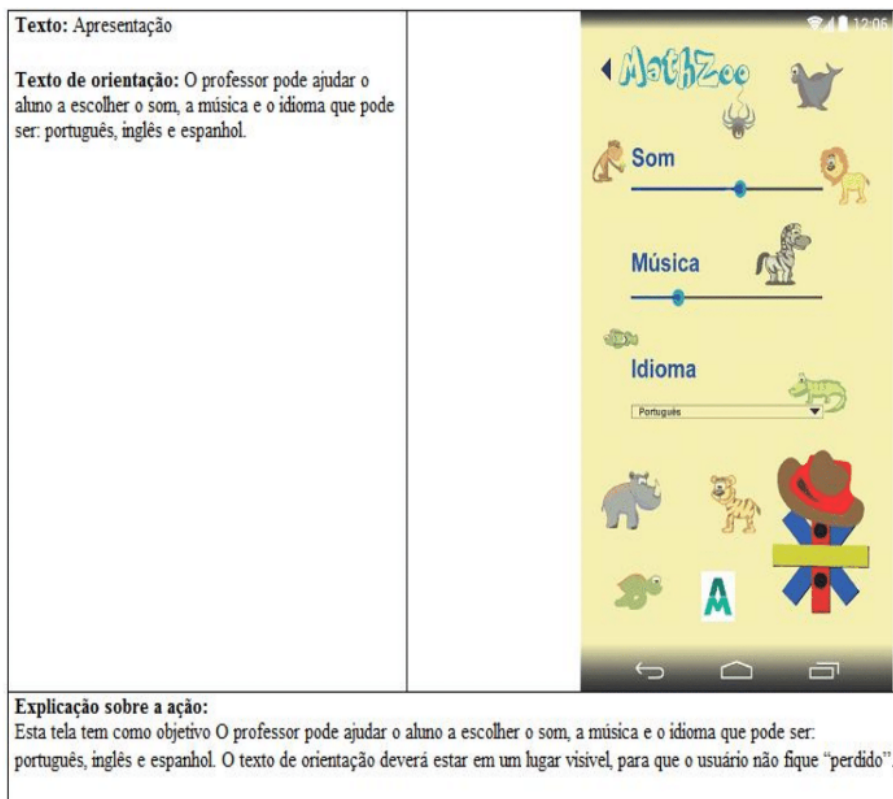 Texto: Apresentação
Texto de orientação: O professor pode ajudar o
aluno a escolher o som, a música e o idioma que pode
ser: português, inglês e espanhol.
12:06
MathZoo
Som
Música
Idioma
Português
AM
Explicação sobre a ação:
Esta tela tem como objetivo O professor pode ajudar o aluno a escolher o som, a música e o idioma que pode ser:
português, inglês e espanhol. O texto de orientação deverá estar em um lugar visível, para que o usuário não fique “perdido”.